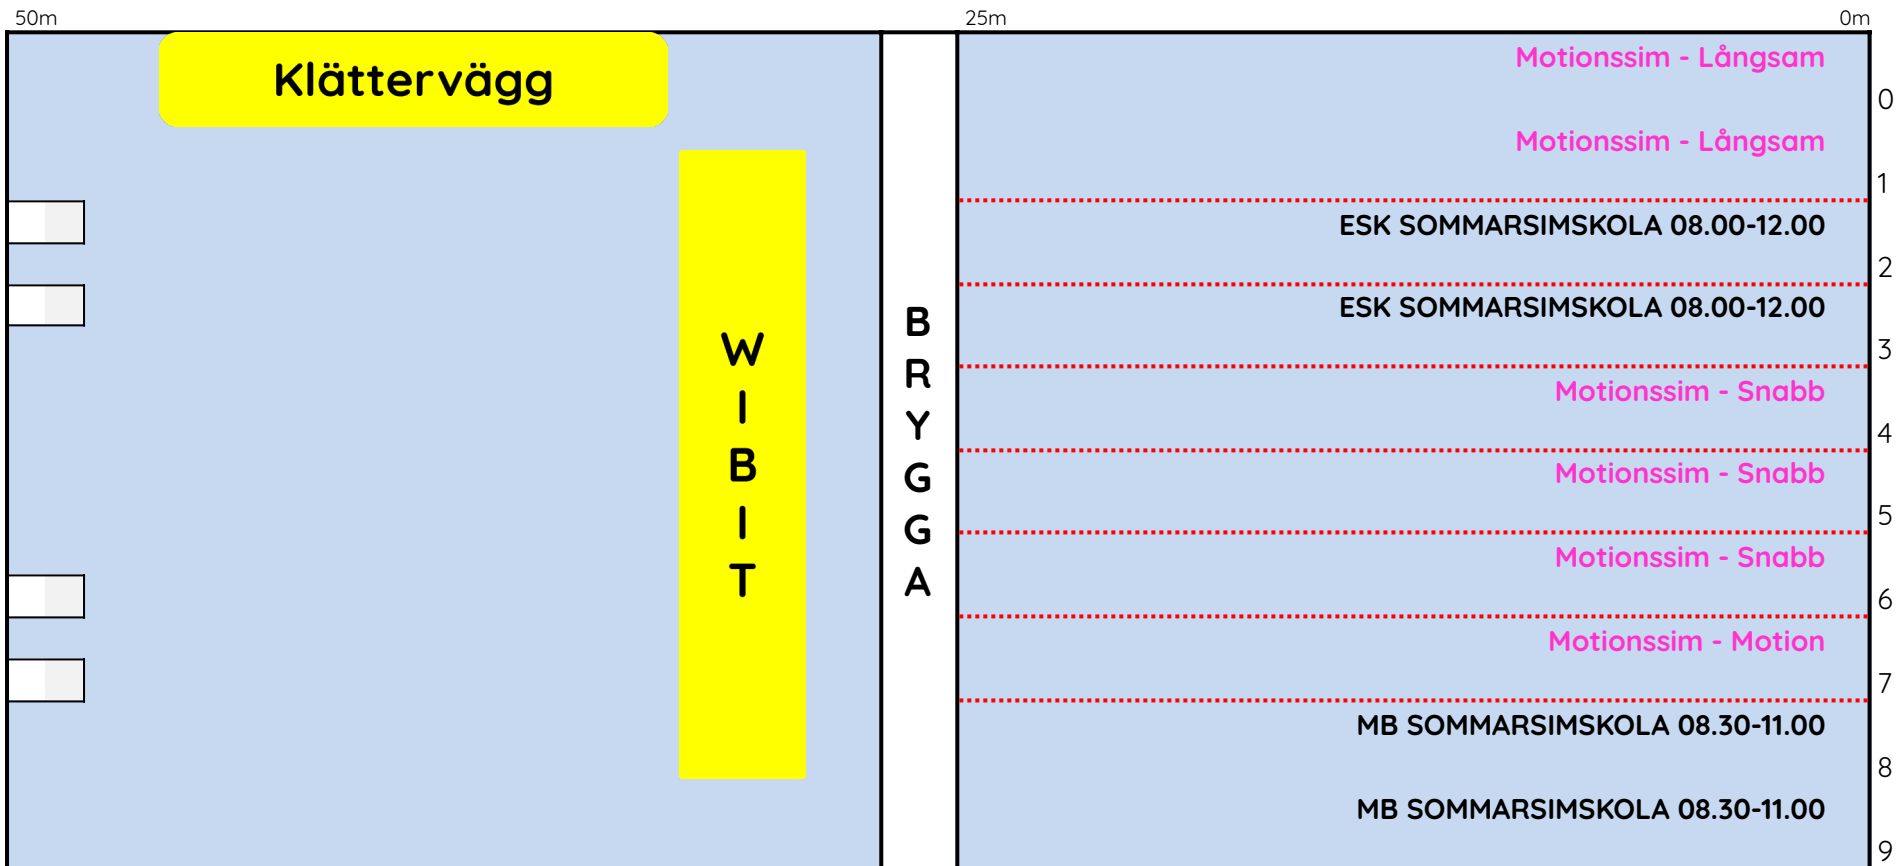 50m
25m
0m
Klättervägg
WIBIT
BRYGGA
Motionssim - Långsam
0
Motionssim - Långsam
1
ESK SOMMARSIMSKOLA 08.00-12.00
2
ESK SOMMARSIMSKOLA 08.00-12.00
3
Motionssim - Snabb
4
Motionssim - Snabb
5
Motionssim - Snabb
6
Motionssim - Motion
7
MB SOMMARSIMSKOLA 08.30-11.00
8
MB SOMMARSIMSKOLA 08.30-11.00
9